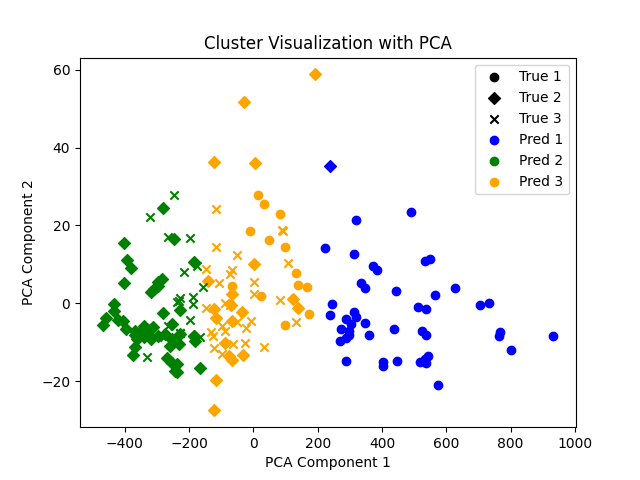 Cluster Visualization with PCA
60
40
20
0
−20
PCA Component 2
True 1
True 2
True 3
Pred 1
Pred 2
Pred 3
−400
−200
0
200
400
600
800
1000
PCA Component 1